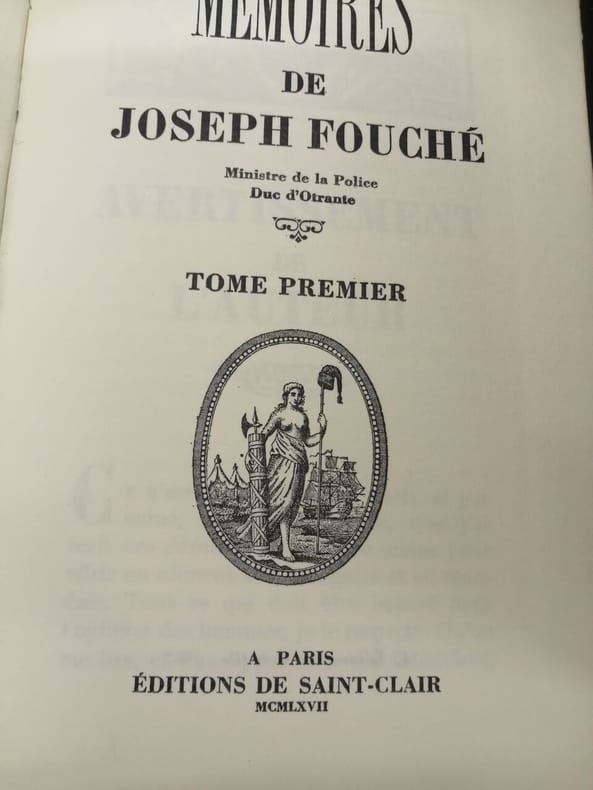 MÉMOIRES
DE
JOSEPH FOUCHÉ
Ministre de la Police
Duc d'Otrante
TOME PREMIER
A PARIS
ÉDITIONS DE SAINT-CLAIR
MCMLXVII